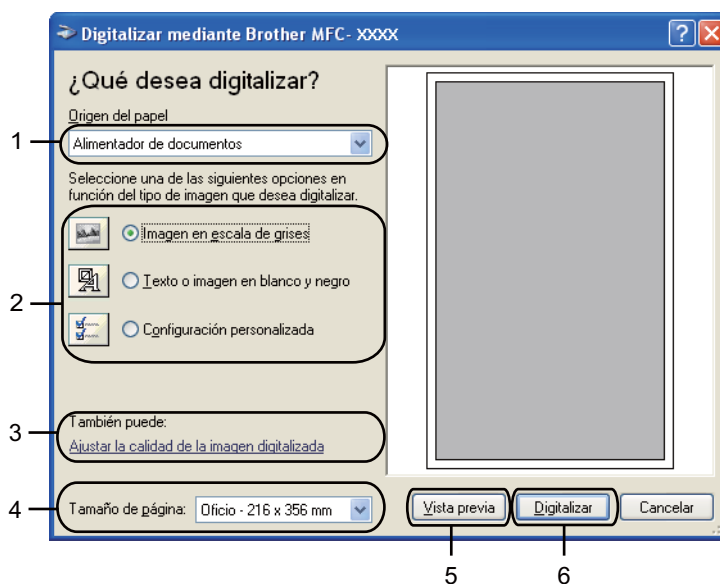 Digitalizar mediante Brother MFC- XXXX
¿Qué desea digitalizar?
Origen del papel
1
Alimentador de documentos
Seleccione una de las siguientes opciones en
función del tipo de imagen que desea digitalizar.
Imagen en escala de grises
Texto o imagen en blanco y negro
2
Configuración personalizada
También puede:
3
Ajustar la calidad de la imagen digitalizada
4
Tamaño de página: Oficio - 216 x 356 mm
Vista previa
Digitalizar
Cancelar
5
6